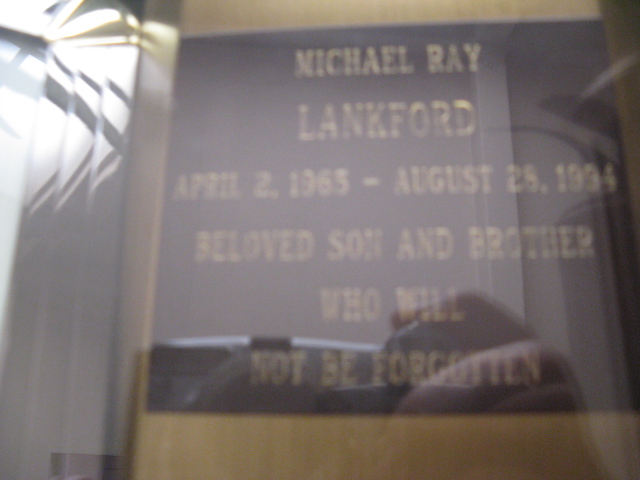 MICHAEL RAY
LANKFORD
APRIL 2, 1965 - AUGUST 28, 1994
BELOVED SON AND BROTHER
WHO WILL
NOT BE FORGOTTEN